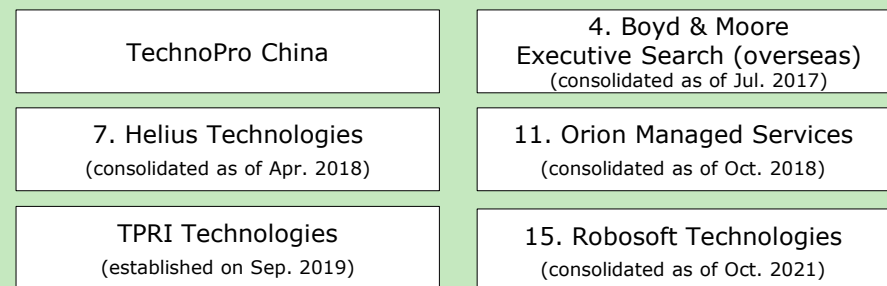 TechnoPro China
4. Boyd & Moore
Executive Search (overseas)
(consolidated as of Jul. 2017)
7. Helius Technologies
(consolidated as of Apr. 2018)
11. Orion Managed Services
(consolidated as of Oct. 2018)
TPRI Technologies
(established on Sep. 2019)
15. Robosoft Technologies
(consolidated as of Oct. 2021)